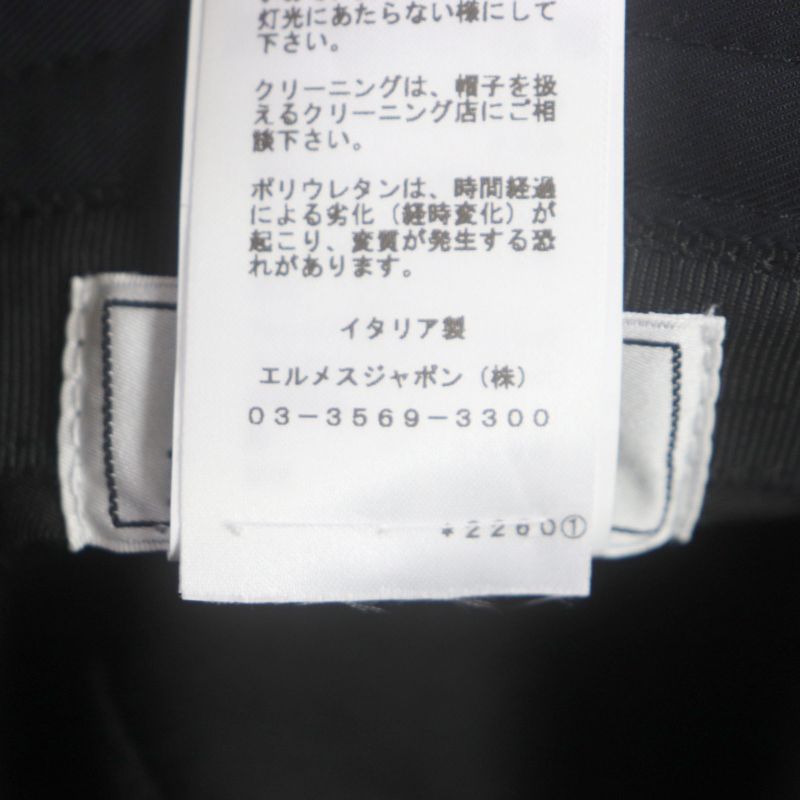 灯光にあたらない様にして
下さい。
クリーニングは、帽子を扱
えるクリーニング店にご相
談下さい。
ポリウレタンは、時間経過
による劣化（経時変化）が
起こり、変質が発生する恐
れがあります。
イタリア製
エルメスジャポン（株）
０３－３５６９－３３００
*２２６０①